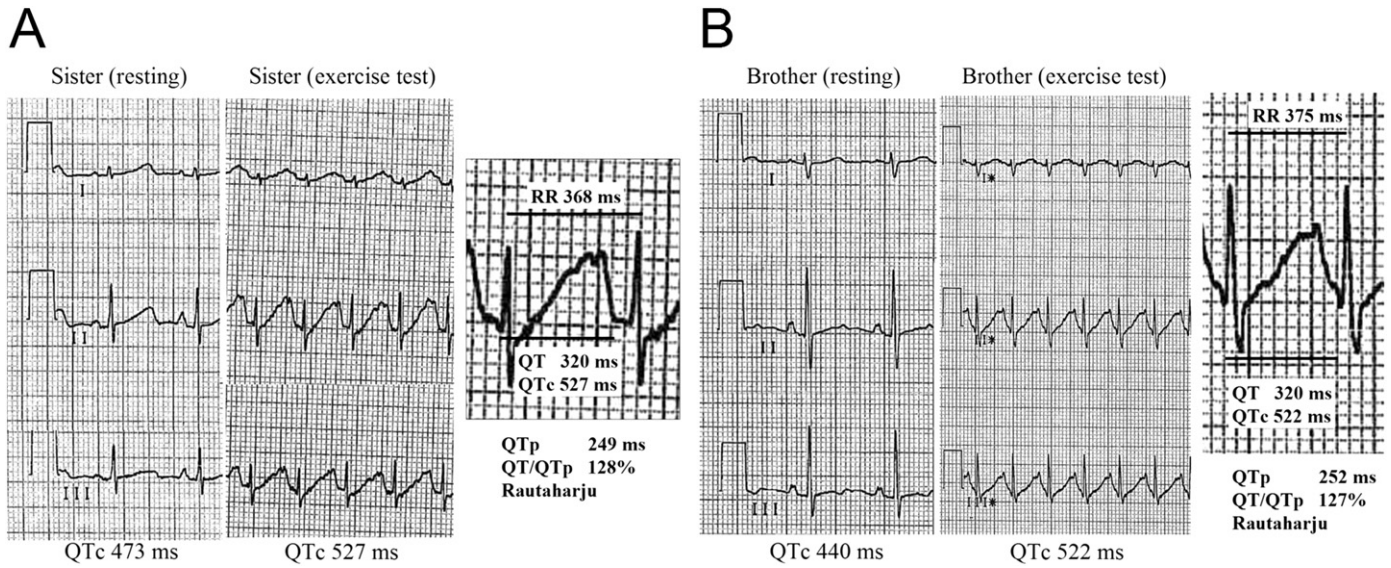 A
Sister (resting)
Sister (exercise test)
I
II
III
RR 368 ms
QT 320 ms
QTc 527 ms
QTp 249 ms
QT/QTp 128%
Rautaharju
QTc 473 ms
QTc 527 ms
B
Brother (resting)
Brother (exercise test)
I
II
III
I*
II*
III*
RR 375 ms
QT 320 ms
QTc 522 ms
QTp 252 ms
QT/QTp 127%
Rautaharju
QTc 440 ms
QTc 522 ms